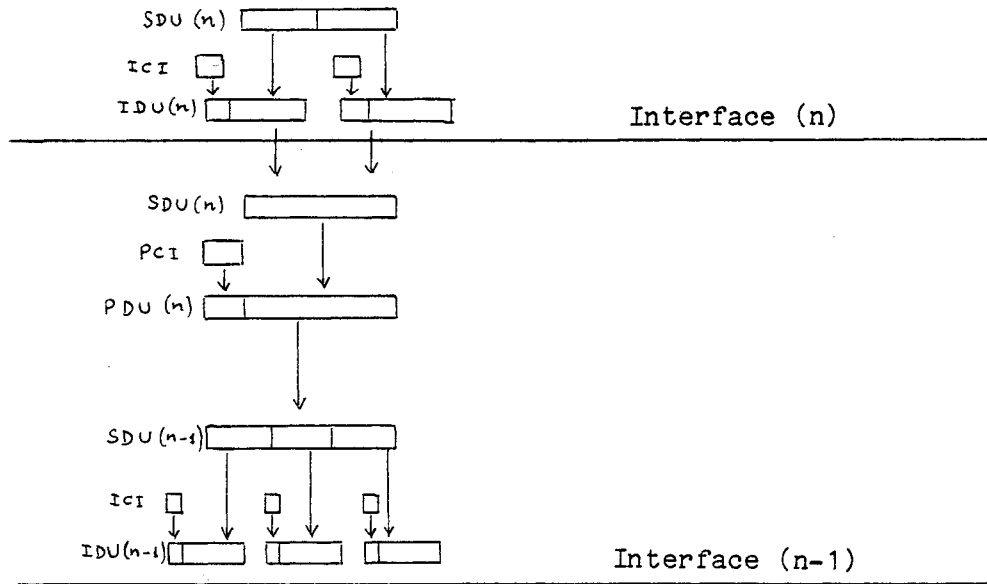 SDU (n)
ICI
IDU(n)
Interface (n)
SDU(n)
PCI
PDU (n)
SDU(n-1)
ICI
IDU(n-1)
Interface (n-1)